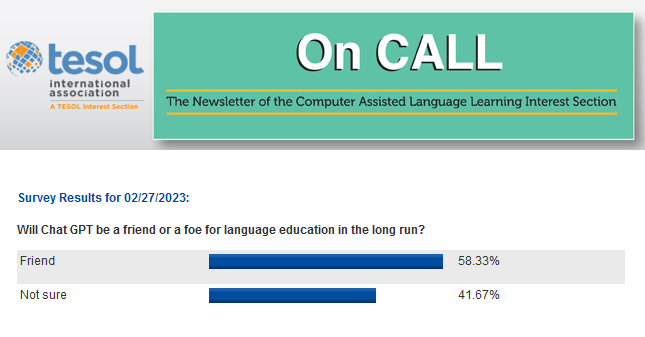 tesol
international
association
A TESOL Interest Section
On CALL
The Newsletter of the Computer Assisted Language Learning Interest Section
Survey Results for 02/27/2023:
Will Chat GPT be a friend or a foe for language education in the long run?
Friend 58.33%
Not sure 41.67%